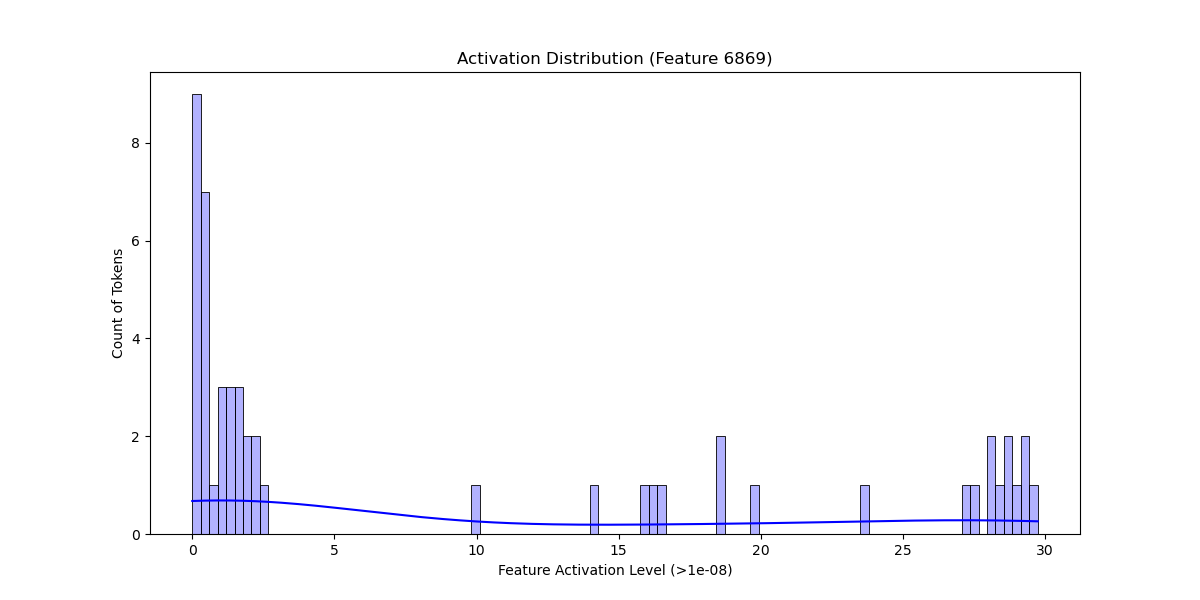 Activation Distribution (Feature 6869)
Count of Tokens
8
6
4
2
0
0 5 10 15 20 25 30
Feature Activation Level (>1e-08)